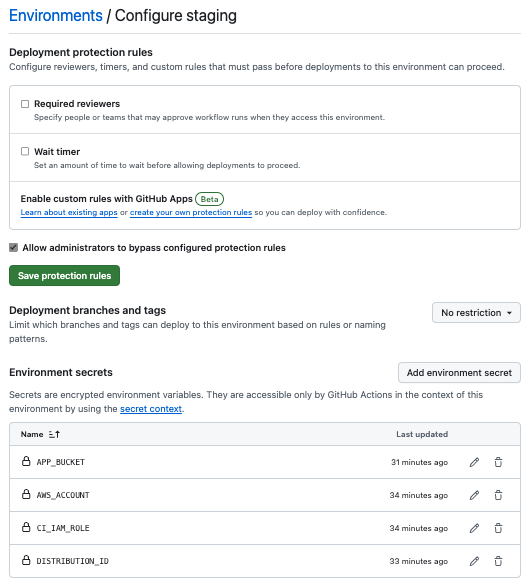 Environments / Configure staging
Deployment protection rules
Configure reviewers, timers, and custom rules that must pass before deployments to this environment can proceed.
Required reviewers
Specify people or teams that may approve workflow runs when they access this environment.
Wait timer
Set an amount of time to wait before allowing deployments to proceed.
Enable custom rules with GitHub Apps Beta
Learn about existing apps or create your own protection rules so you can deploy with confidence.
Allow administrators to bypass configured protection rules
Save protection rules
Deployment branches and tags
No restriction
Limit which branches and tags can deploy to this environment based on rules or naming
patterns.
Environment secrets
Add environment secret
Secrets are encrypted environment variables. They are accessible only by GitHub Actions in the context of this
environment by using the secret context.
Name Last updated
APP_BUCKET 31 minutes ago
AWS_ACCOUNT 34 minutes ago
CI_IAM_ROLE 34 minutes ago
DISTRIBUTION_ID 33 minutes ago